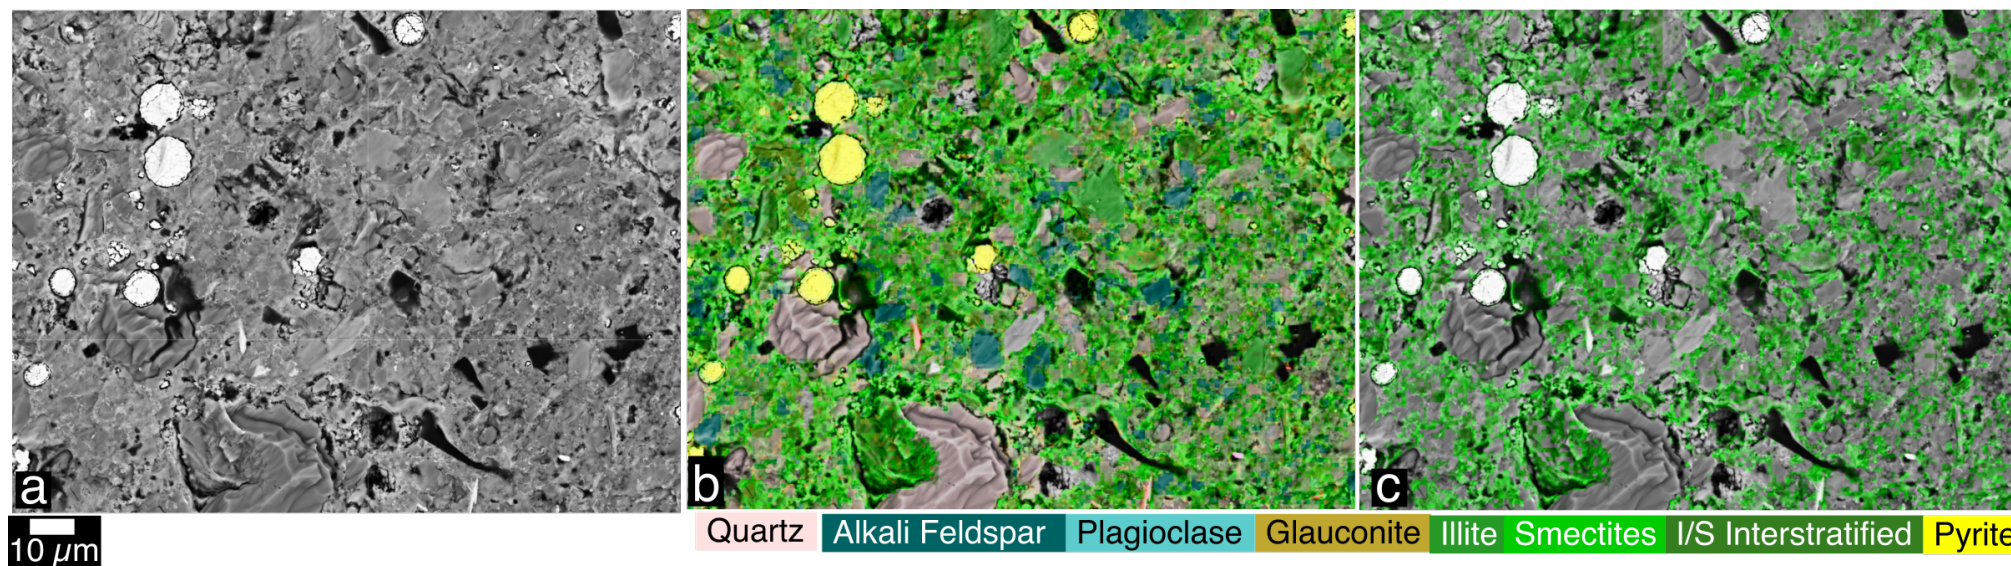 a
b
c
10 µm
Quartz Alkali Feldspar Plagioclase Glauconite Illite Smectites I/S Interstratified Pyrite